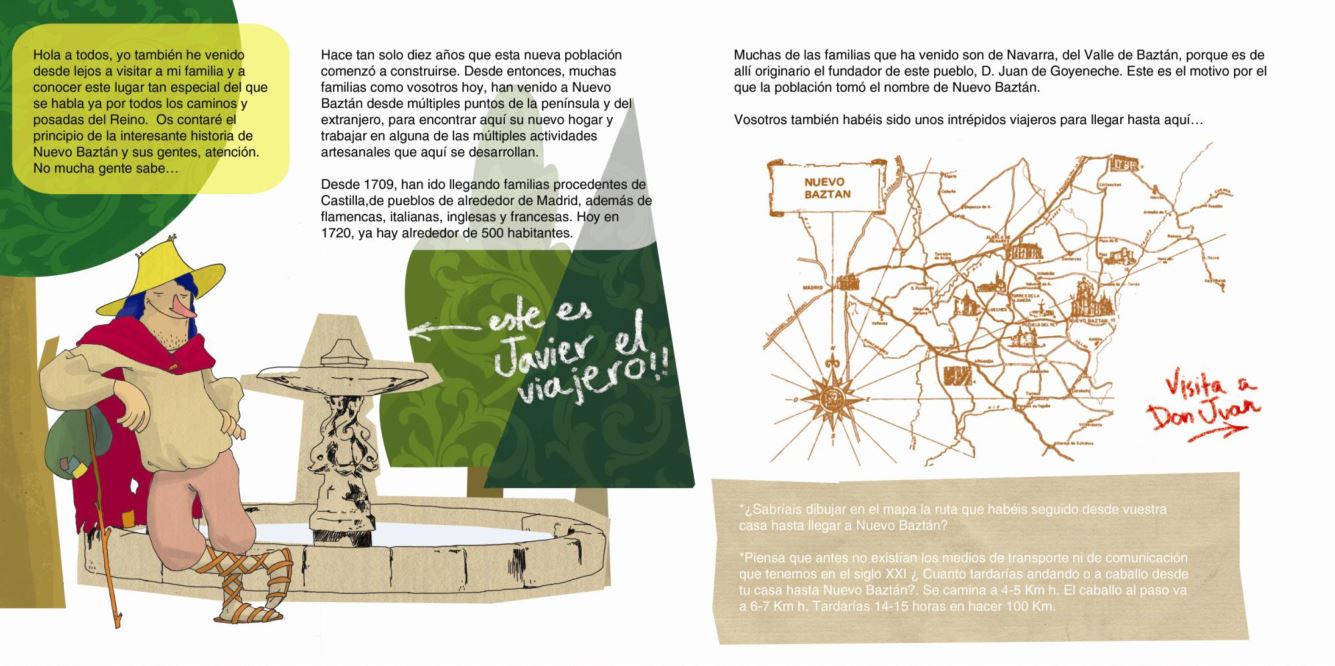 Hola a todos, yo también he venido
desde lejos a visitar a mi familia y a
conocer este lugar tan especial del que
se habla ya por todos los caminos y
posadas del Reino. Os contaré el
principio de la interesante historia de
Nuevo Baztán y sus gentes, atención.
No mucha gente sabe…
Hace tan solo diez años que esta nueva población
comenzó a construirse. Desde entonces, muchas
familias como vosotros hoy, han venido a Nuevo
Baztán desde múltiples puntos de la península y del
extranjero, para encontrar aquí su nuevo hogar y
trabajar en alguna de las múltiples actividades
artesanales que aquí se desarrollan.
Desde 1709, han ido llegando familias procedentes de
Castilla,de pueblos de alrededor de Madrid, además de
flamencas, italianas, inglesas y francesas. Hoy en
1720, ya hay alrededor de 500 habitantes.
este es
Javier el
viajero!!
Muchas de las familias que ha venido son de Navarra, del Valle de Baztán, porque es de
allí originario el fundador de este pueblo, D. Juan de Goyeneche. Este es el motivo por el
que la población tomó el nombre de Nuevo Baztán.
Vosotros también habéis sido unos intrépidos viajeros para llegar hasta aquí…
NUEVO
BAZTAN
MADRID
NUEVO BAZTAN
Visita a
Don Juan
*¿Sabríais dibujar en el mapa la ruta que habéis seguido desde vuestra
casa hasta llegar a Nuevo Baztán?
*Piensa que antes no existían los medios de transporte ni de comunicación
que tenemos en el siglo XXI ¿ Cuanto tardarías andando o a caballo desde
tu casa hasta Nuevo Baztán?. Se camina a 4-5 Km h. El caballo al paso va
a 6-7 Km h. Tardarías 14-15 horas en hacer 100 Km.